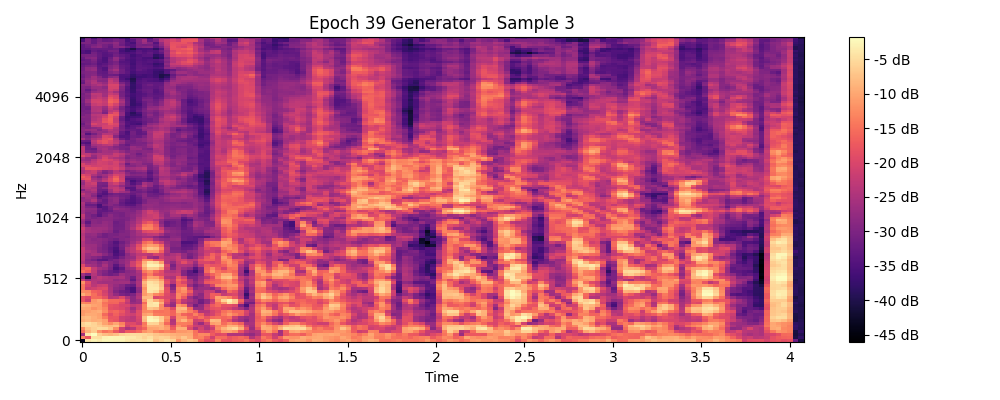 Epoch 39 Generator 1 Sample 3
Hz
4096
2048
1024
512
0
0
0.5
1
1.5
2
2.5
3
3.5
4
Time
-5 dB
-10 dB
-15 dB
-20 dB
-25 dB
-30 dB
-35 dB
-40 dB
-45 dB